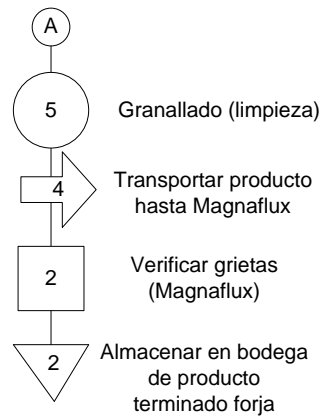 A
5
Granallado (limpieza)
4
Transportar producto
hasta Magnaflux
2
Verificar grietas
(Magnaflux)
2
Almacenar en bodega
de producto
terminado forja